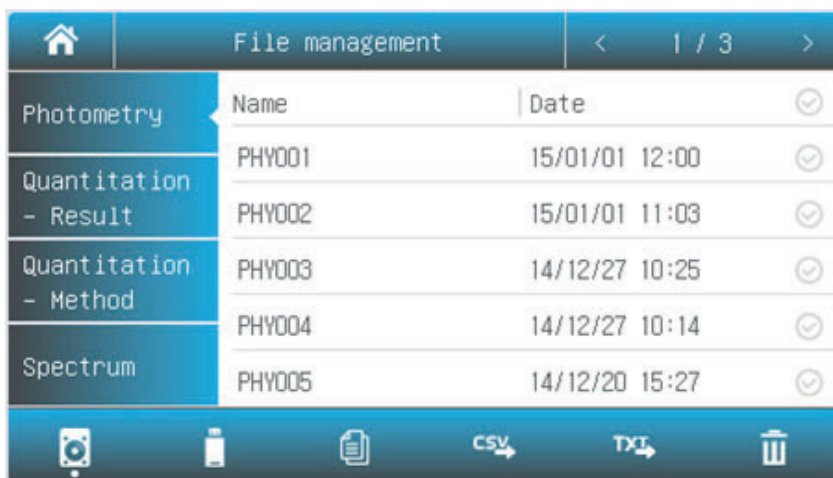 File management
< 1 / 3 >
Photometry
Quantitation
- Result
Quantitation
- Method
Spectrum
Name Date
PHY001 15/01/01 12:00
PHY002 15/01/01 11:03
PHY003 14/12/27 10:25
PHY004 14/12/27 10:14
PHY005 14/12/20 15:27
CSV TXT